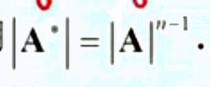 |A*| = |A|ⁿ⁻¹.